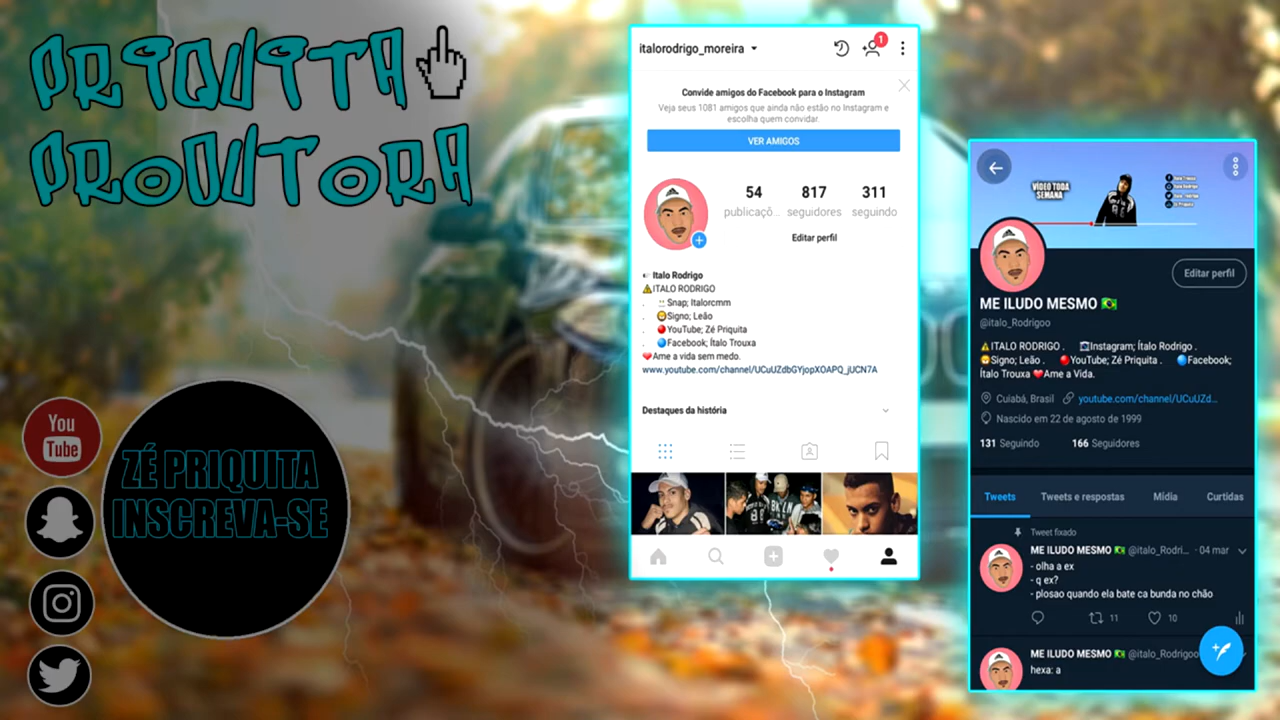 PRIQUITA
PRODUTORA
You
Tube
ZÉ PRIQUITA
INSCREVA-SE
italorodrigo_moreira
1
Convide amigos do Facebook para o Instagram
Veja seus 1081 amigos que ainda não estão no Instagram e
escolha quem convidar.
VER AMIGOS
54 817 311
publicaçõ... seguidores seguindo
Editar perfil
Italo Rodrigo
⚠ITALO RODRIGO
. Snap; Italorcmm
. Signo; Leão
. 🔴YouTube; Zé Priquita
. 🔵Facebook; Ítalo Trouxa
❤Ame a vida sem medo.
www.youtube.com/channel/UCuUZdbGYjopXOAPQ_jUCN7A
Destaques da história
VÍDEO TODA
SEMANA
Editar perfil
ME ILUDO MESMO 🇧🇷
@italo_Rodrigoo
⚠ITALO RODRIGO . 📷Instagram; Ítalo Rodrigo .
Signo; Leão . 🔴YouTube; Zé Priquita . 🔵Facebook;
Ítalo Trouxa ❤Ame a Vida.
Cuiabá, Brasil youtube.com/channel/UCuUZd...
Nascido em 22 de agosto de 1999
131 Seguindo 166 Seguidores
Tweets Tweets e respostas Mídia Curtidas
Tweet fixado
ME ILUDO MESMO 🇧🇷 @italo_Rodri... · 04 mar
- olha a ex
- q ex?
- plosao quando ela bate ca bunda no chão
11 10
ME ILUDO MESMO 🇧🇷 @italo_Rodrigoo
hexa: a